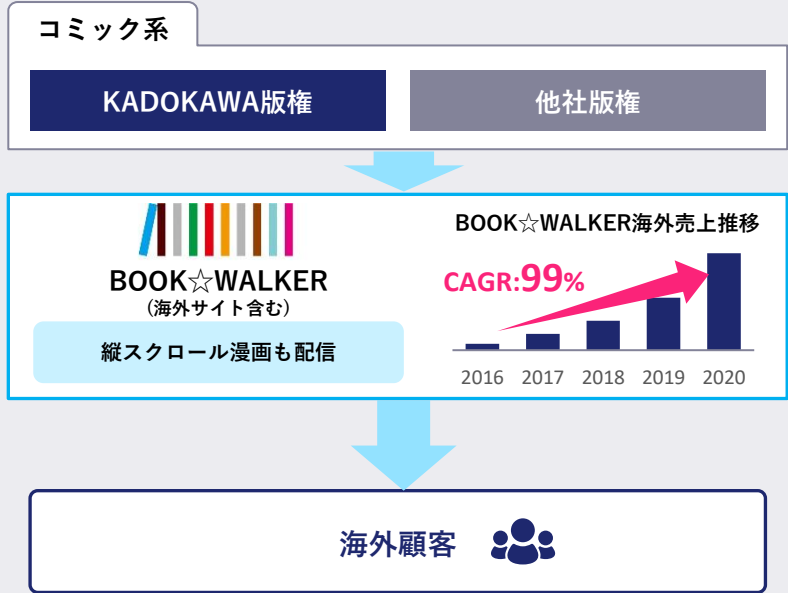 コミック系
KADOKAWA版権
他社版権
BOOK☆WALKER
(海外サイト含む)
縦スクロール漫画も配信
BOOK☆WALKER海外売上推移
CAGR:99%
2016 2017 2018 2019 2020
海外顧客